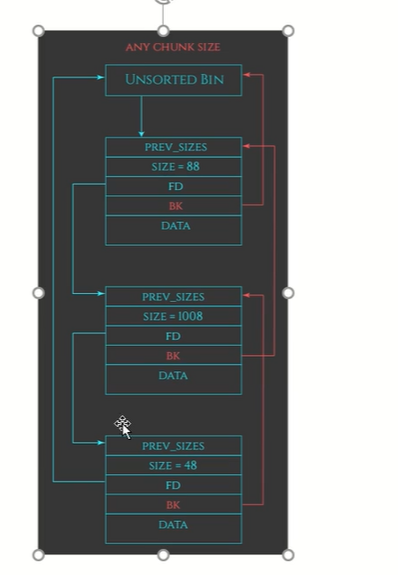 ANY CHUNK SIZE
UNSORTED BIN
PREV_SIZES
SIZE = 88
FD
BK
DATA
PREV_SIZES
SIZE = 1008
FD
BK
DATA
PREV_SIZES
SIZE = 48
FD
BK
DATA